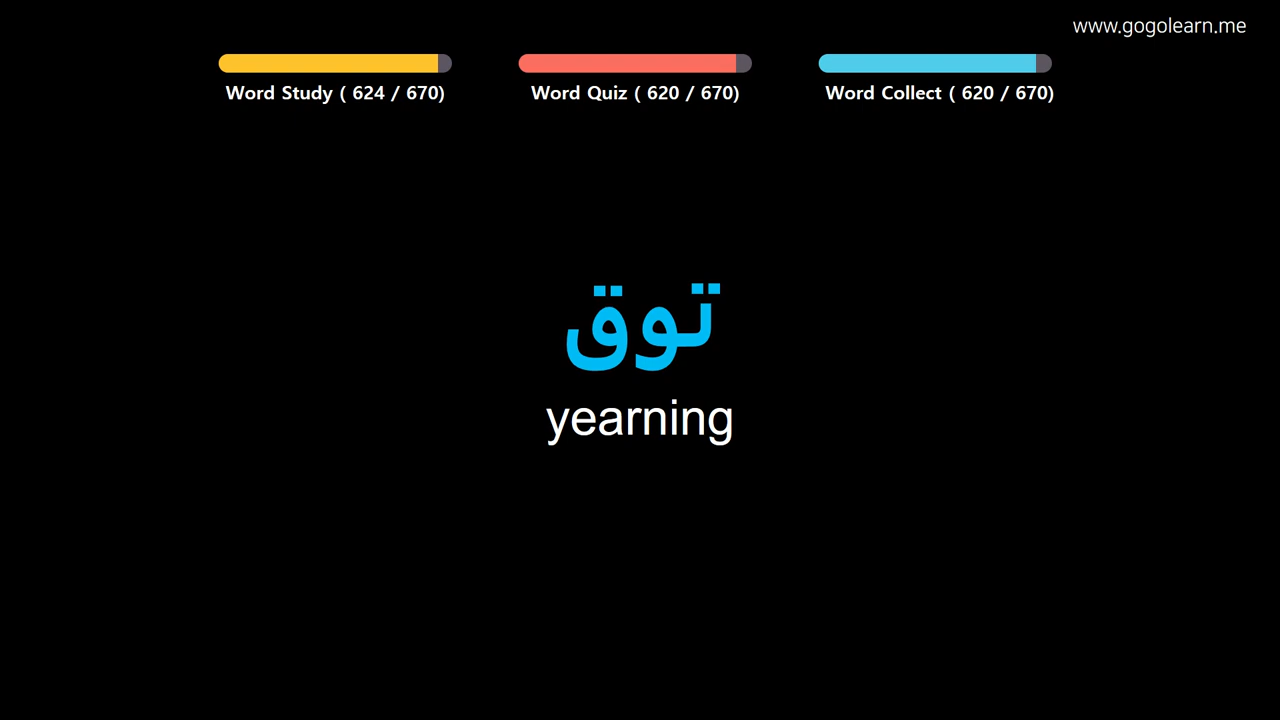 www.gogolearn.me
Word Study ( 624 / 670)
Word Quiz ( 620 / 670)
Word Collect ( 620 / 670)
توق
yearning